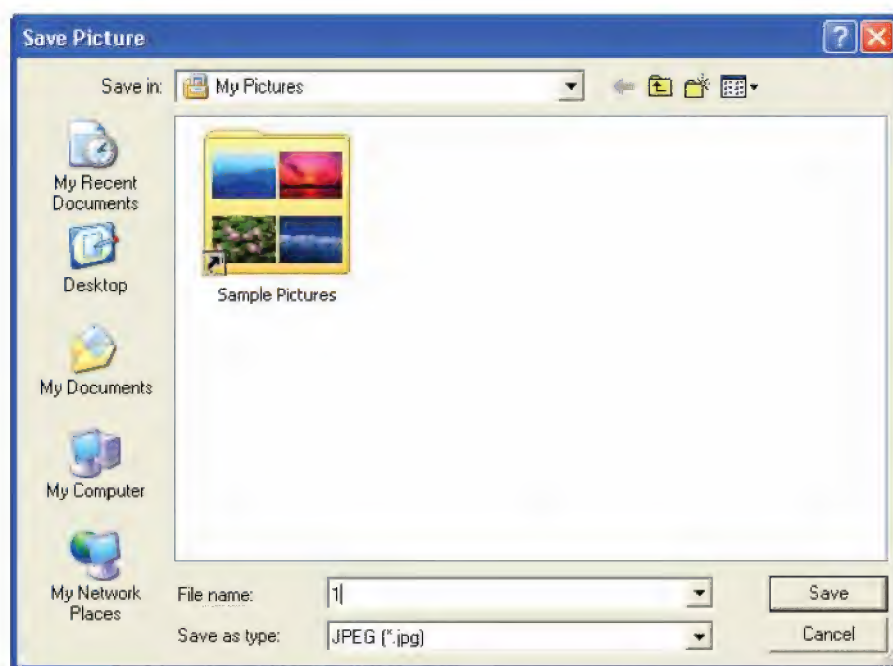 Save Picture
Save in: My Pictures
My Recent
Documents
Desktop
My Documents
My Computer
My Network
Places
Sample Pictures
File name: 1
Save as type: JPEG (*.jpg)
Save
Cancel